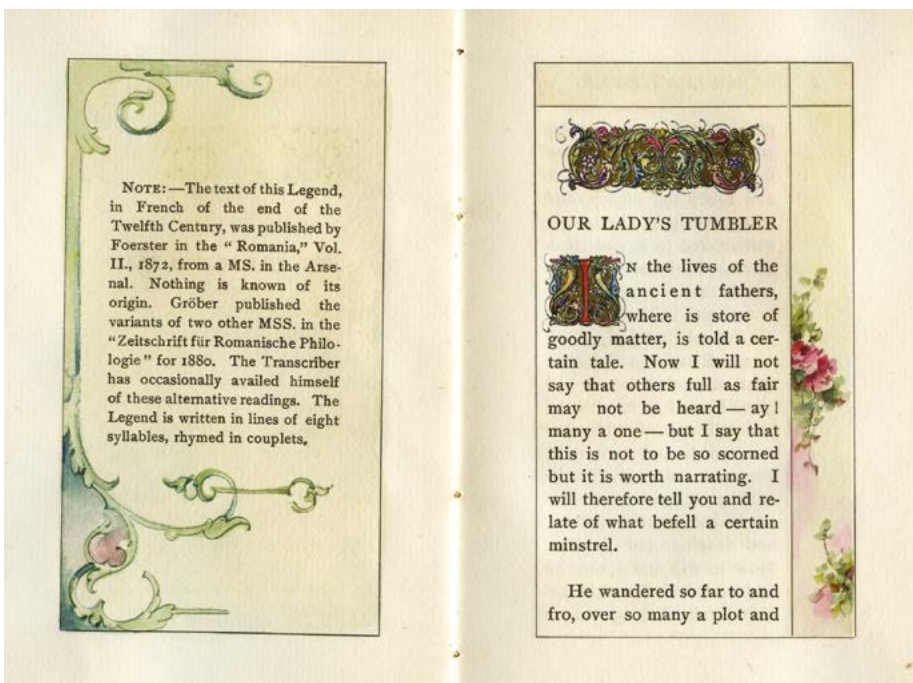 NOTE:—The text of this Legend,
in French of the end of the
Twelfth Century, was published by
Foerster in the “ Romania,” Vol.
II., 1872, from a MS. in the Arse-
nal. Nothing is known of its
origin. Gröber published the
variants of two other MSS. in the
“Zeitschrift für Romanische Philo-
logie” for 1880. The Transcriber
has occasionally availed himself
of these alternative readings. The
Legend is written in lines of eight
syllables, rhymed in couplets.
OUR LADY'S TUMBLER
IN the lives of the
ancient fathers,
where is store of
goodly matter, is told a cer-
tain tale. Now I will not
say that others full as fair
may not be heard — ay !
many a one — but I say that
this is not to be so scorned
but it is worth narrating. I
will therefore tell you and re-
late of what befell a certain
minstrel.
He wandered so far to and
fro, over so many a plot and